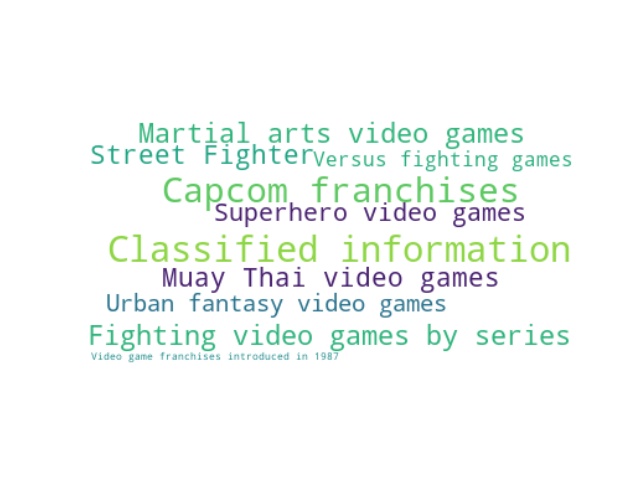 Martial arts video games
Street Fighter
Versus fighting games
Capcom franchises
Superhero video games
Classified information
Muay Thai video games
Urban fantasy video games
Fighting video games by series
Video game franchises introduced in 1987